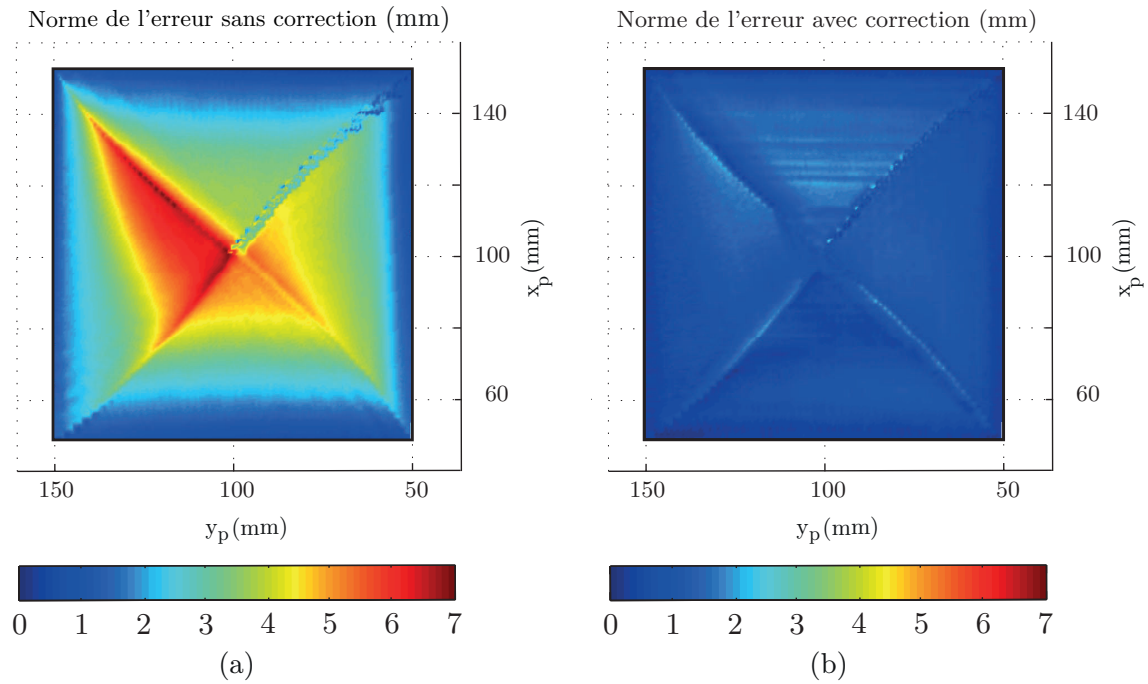 Norme de l'erreur sans correction (mm)
Norme de l'erreur avec correction (mm)
140
100
60
x_p(mm)
150 100 50
y_p(mm)
140
100
60
x_p(mm)
150 100 50
y_p(mm)
0 1 2 3 4 5 6 7
(a)
0 1 2 3 4 5 6 7
(b)